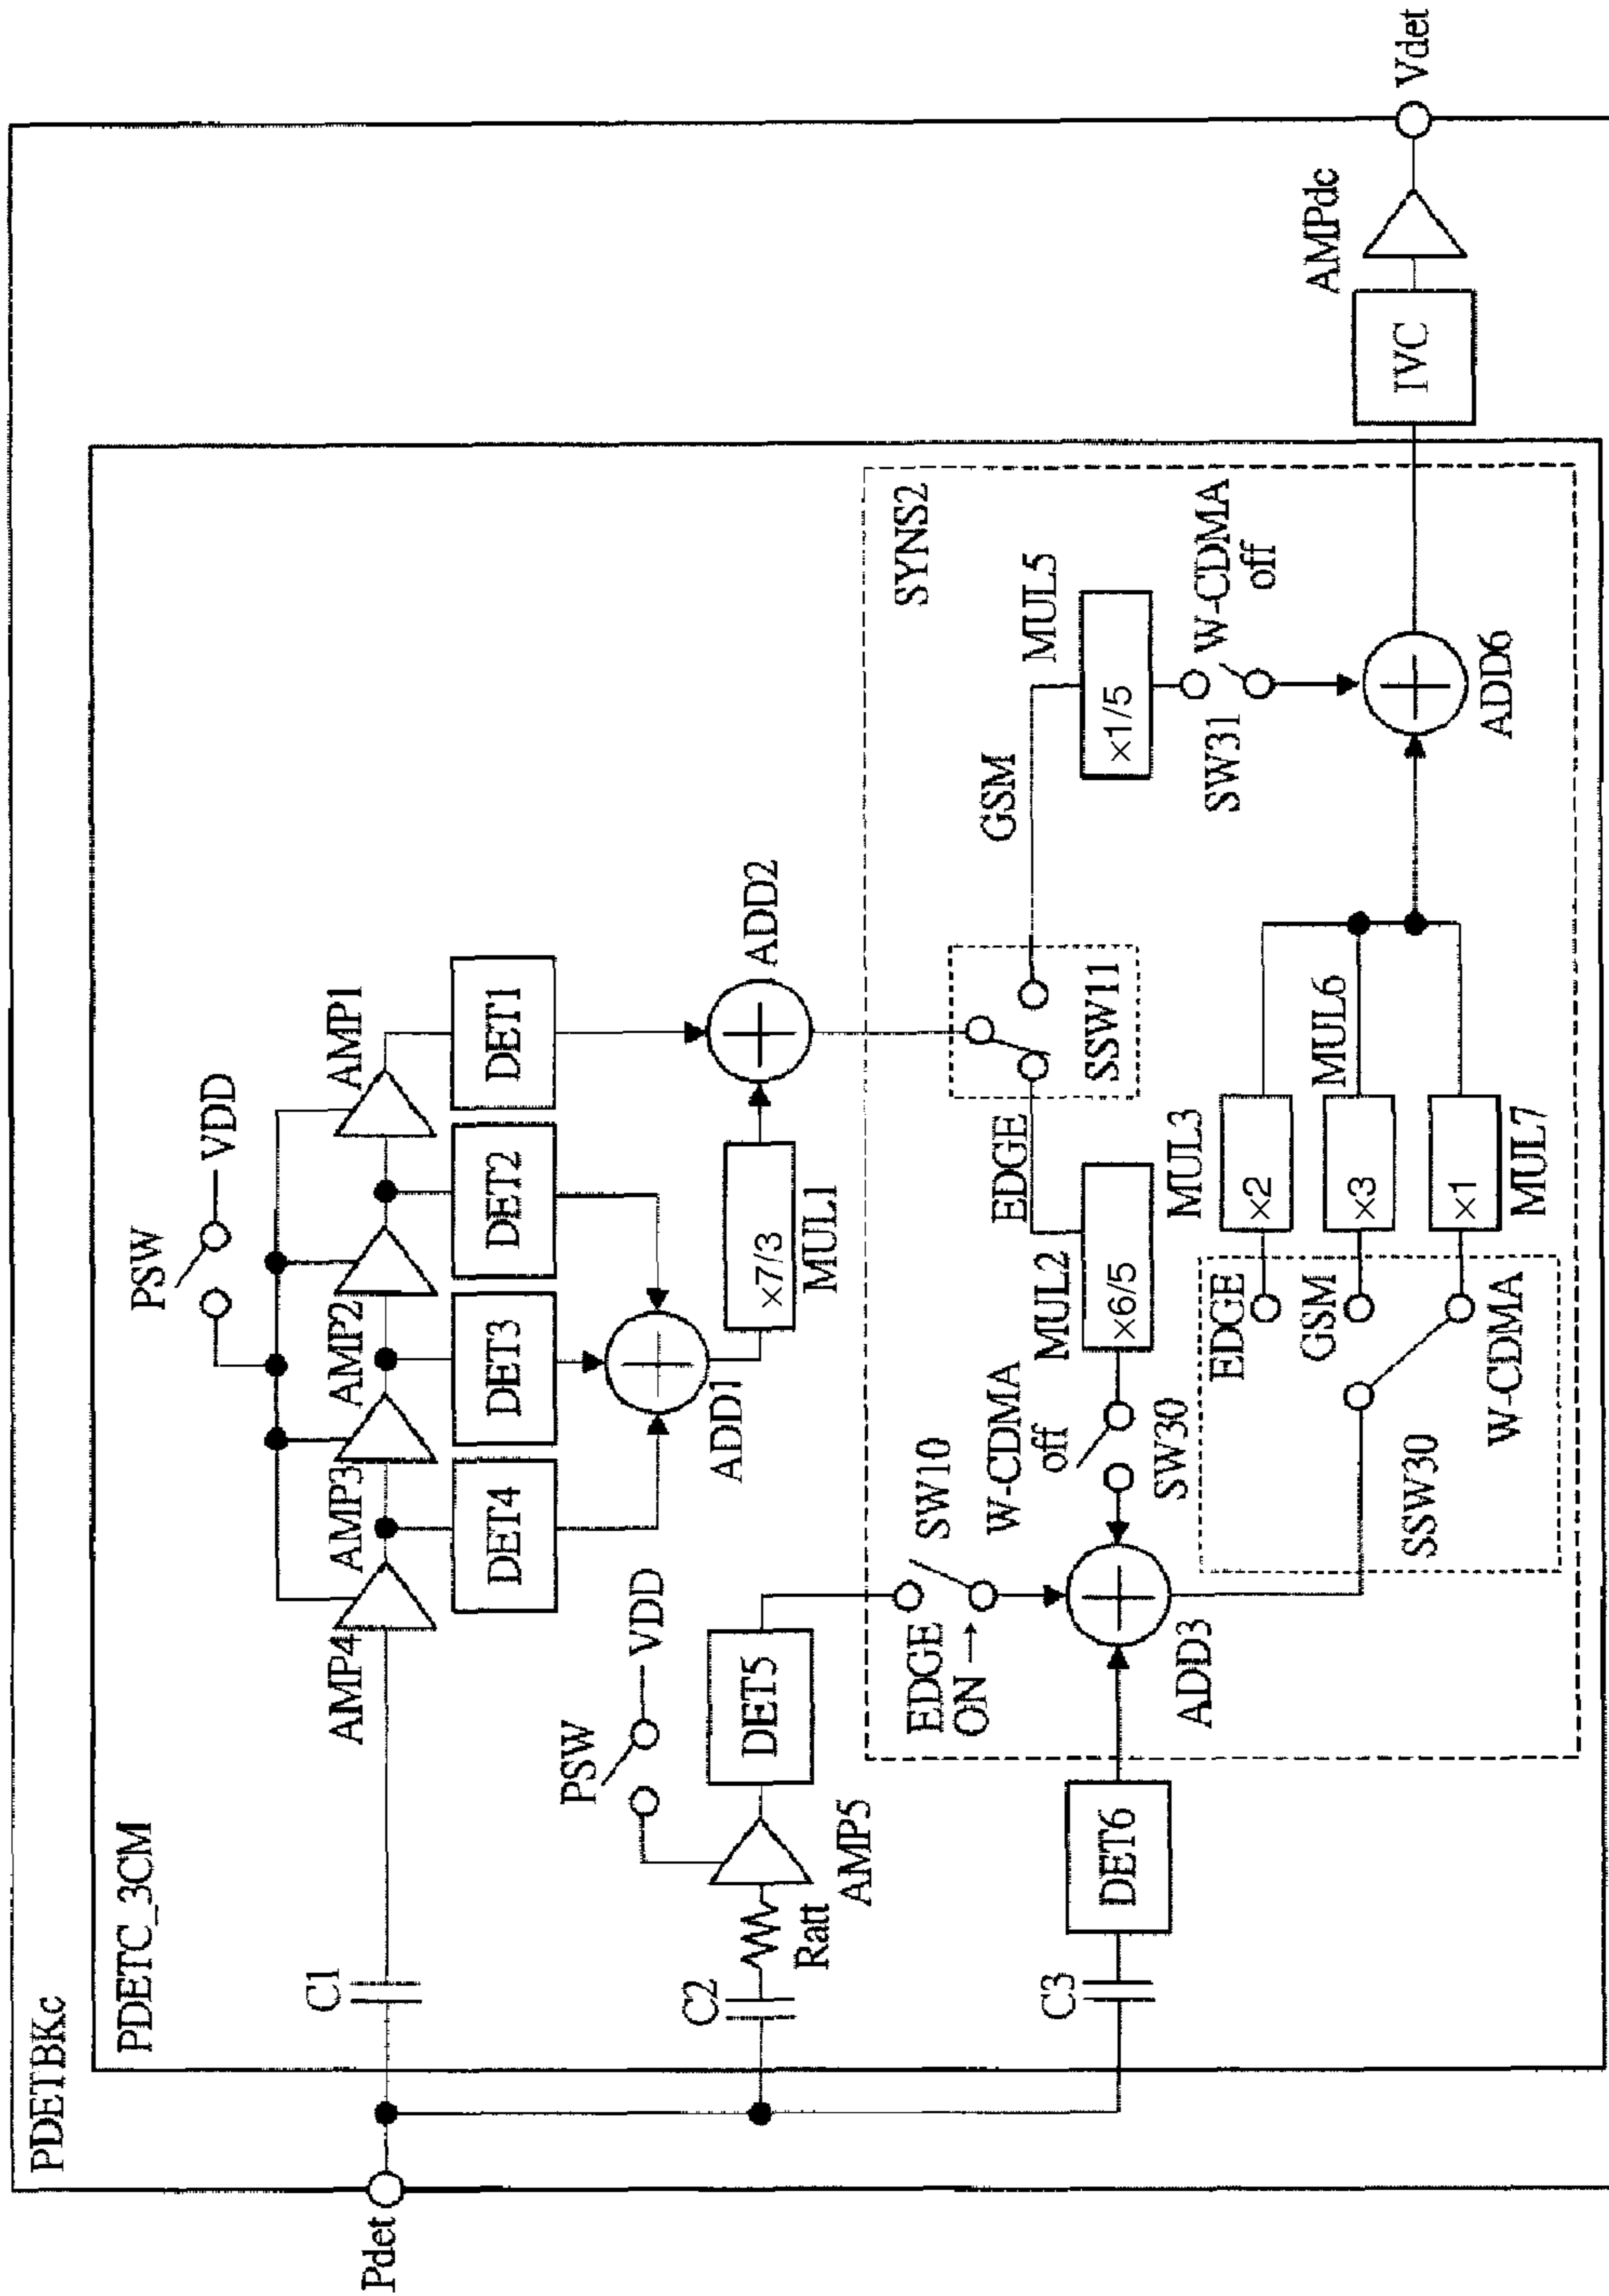 PDETBKc
PDETC_3CM
Pdet
C1
AMP4
AMP3
AMP2
AMP1
PSW
VDD
DET4
DET3
DET2
DET1
ADD1
×7/3
MUL1
ADD2
C2
Ratt
AMP5
PSW
VDD
DET5
C3
DET6
SYNS2
EDGE
ON →
SW10
ADD3
W-CDMA
off
SW30
MUL2
×6/5
EDGE
SSW11
GSM
MUL5
×1/5
SW31
W-CDMA
off
SSW30
EDGE
GSM
W-CDMA
MUL3
×2
MUL6
×3
×1
MUL7
ADD6
IVC
AMPdc
Vdet